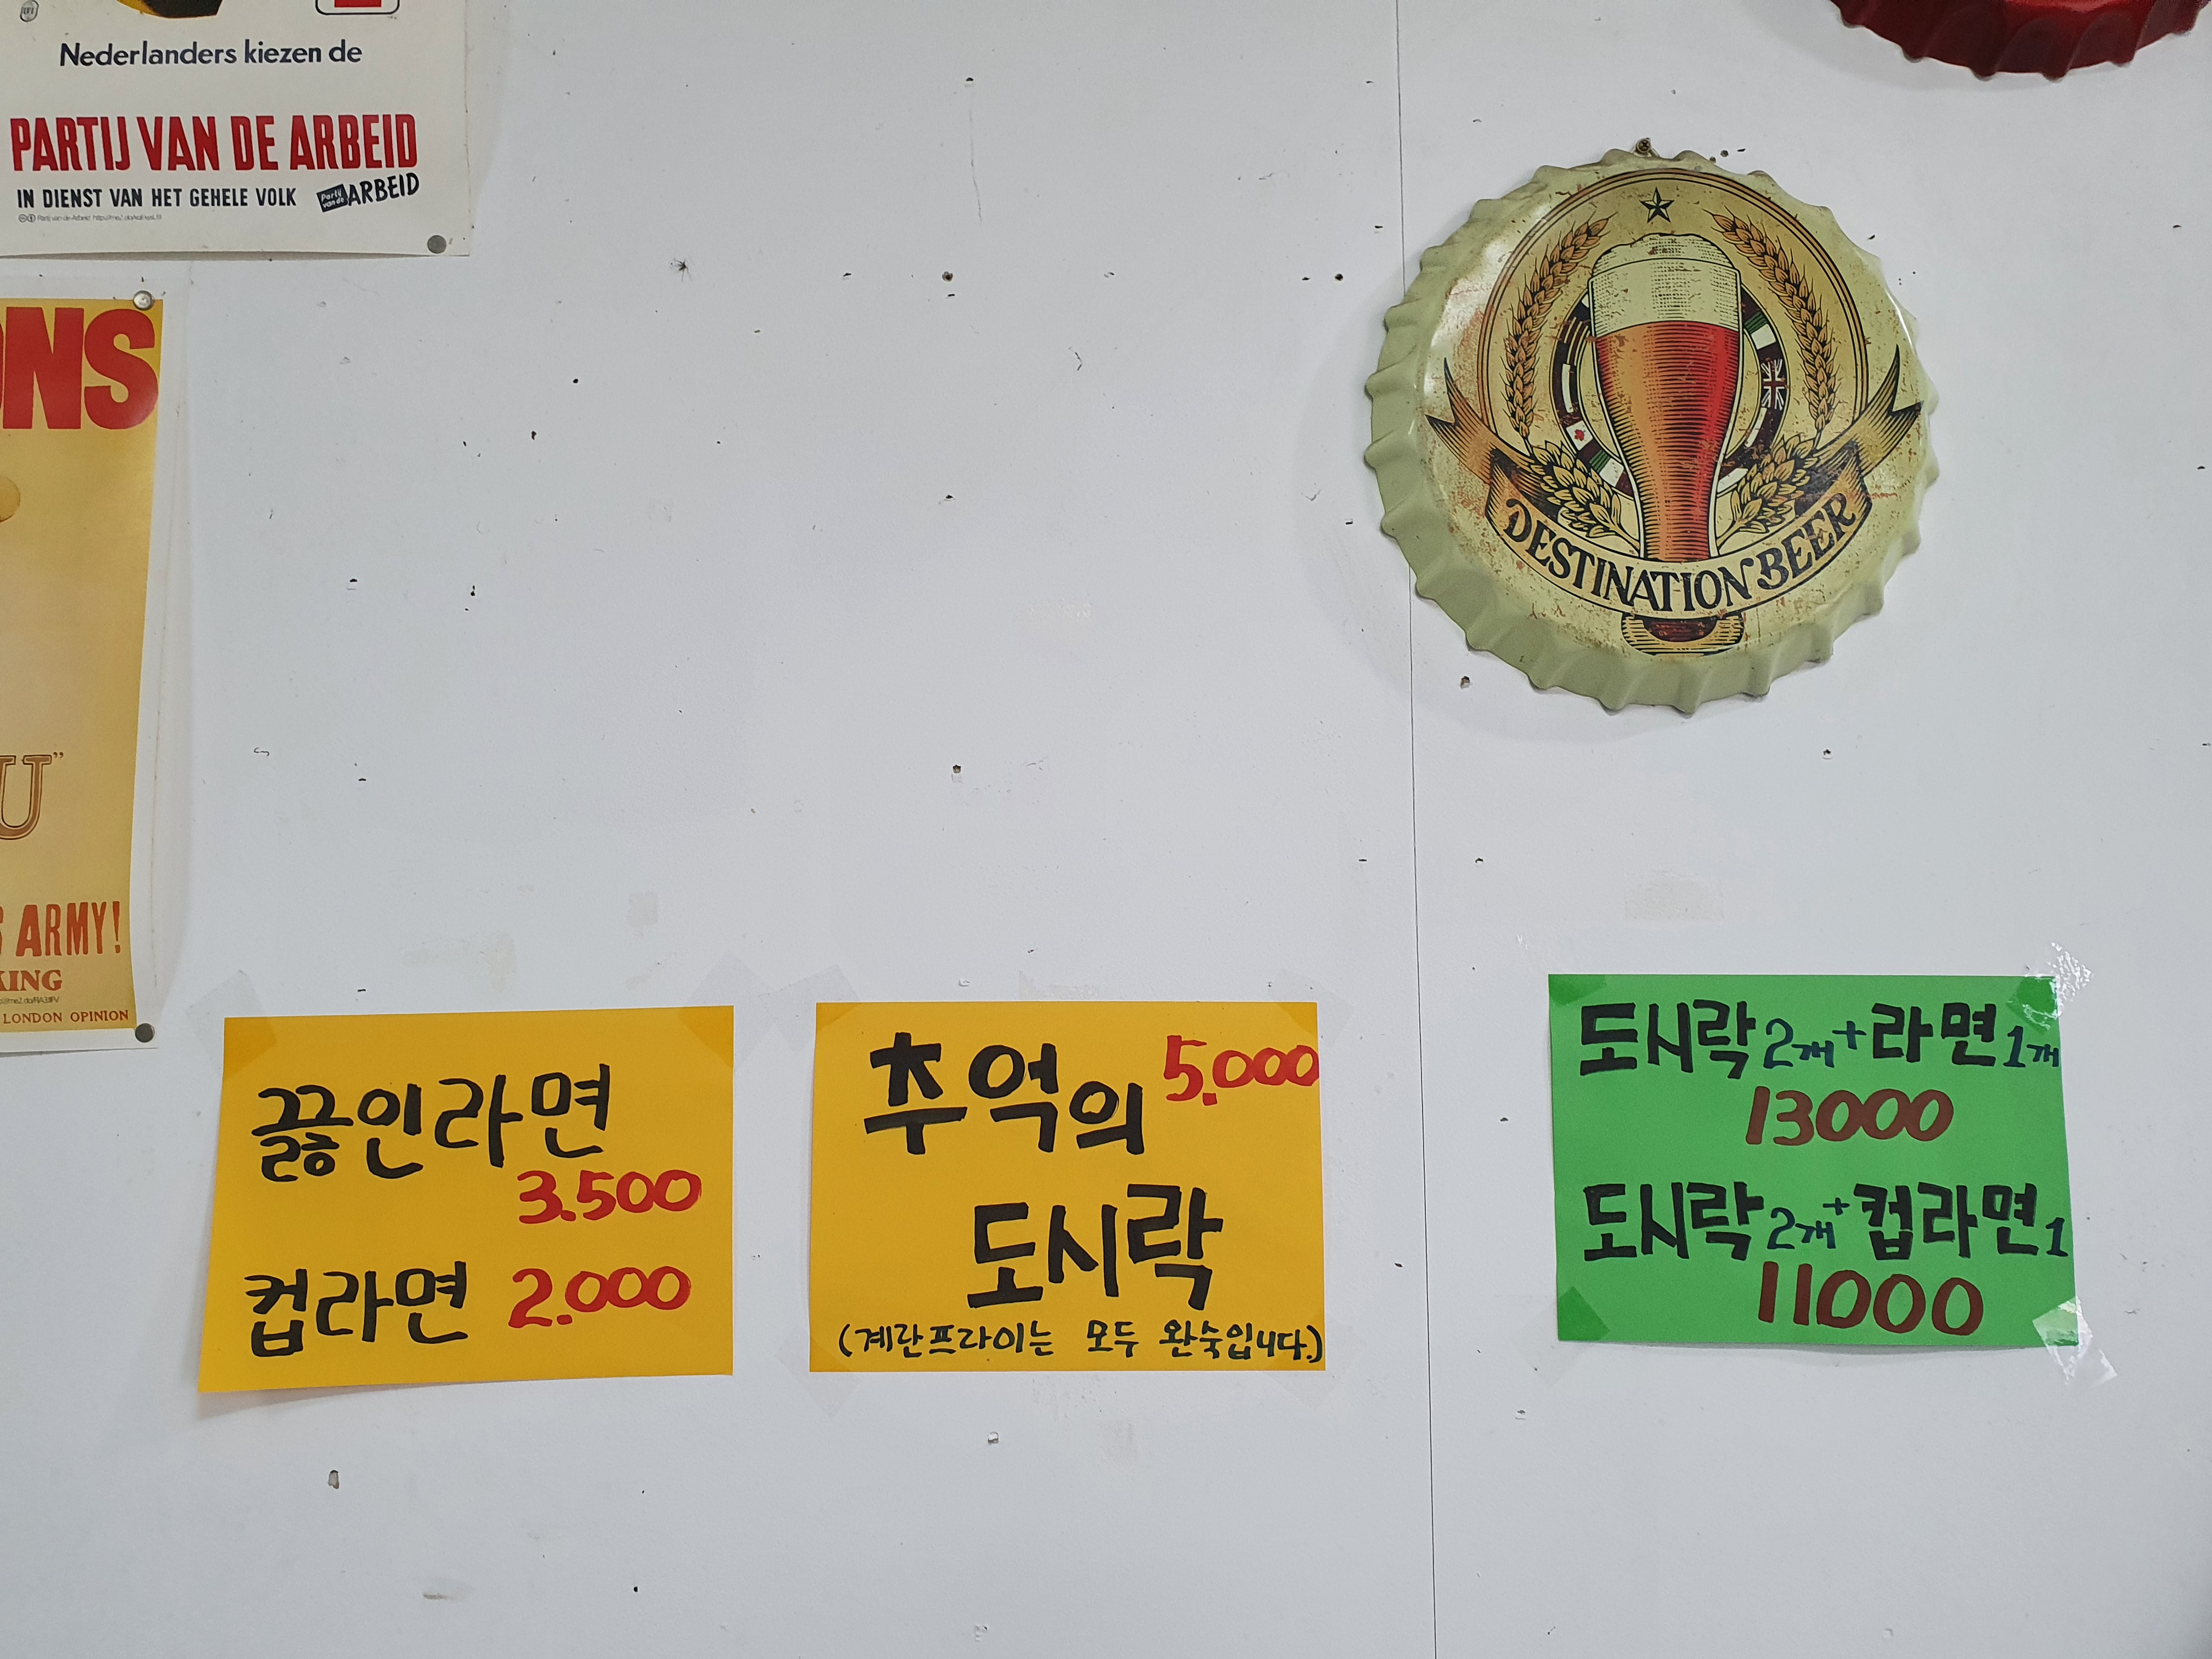 Nederlanders kiezen de
PARTIJ VAN DE ARBEID
IN DIENST VAN HET GEHELE VOLK
Partij van de ARBEID
NS
U”
ARMY!
KING
LONDON OPINION
DESTINATION BEER
끓인라면
3.500
컵라면 2.000
추억의 5.000
도시락
(계란프라이는 모두 완숙입니다.)
도시락2개+라면1개
13000
도시락2개+컵라면1
11000